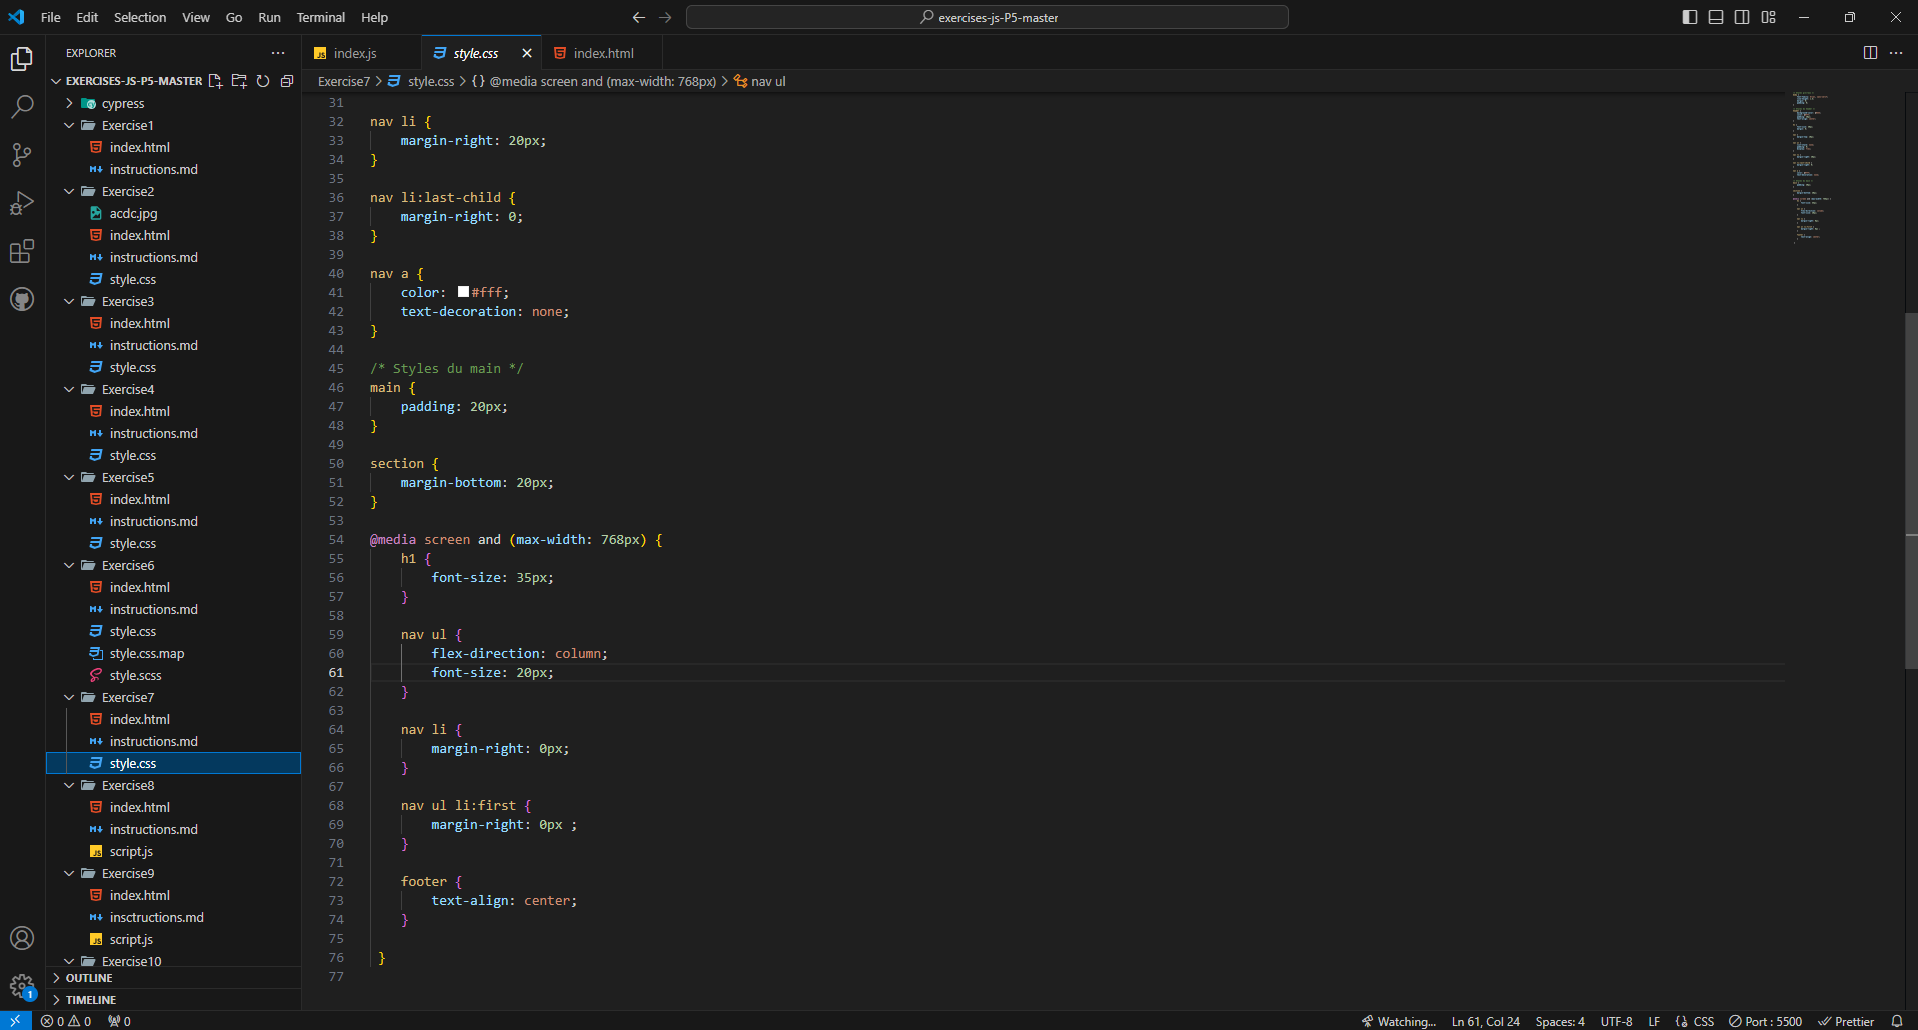 File Edit Selection View Go Run Terminal Help
exercises-js-P5-master
EXPLORER
EXERCISES-JS-P5-MASTER
cypress
Exercise1
index.html
instructions.md
Exercise2
acdc.jpg
index.html
instructions.md
style.css
Exercise3
index.html
instructions.md
style.css
Exercise4
index.html
instructions.md
style.css
Exercise5
index.html
instructions.md
style.css
Exercise6
index.html
instructions.md
style.css
style.css.map
style.scss
Exercise7
index.html
instructions.md
style.css
Exercise8
index.html
instructions.md
script.js
Exercise9
index.html
insctructions.md
script.js
Exercise10
OUTLINE
TIMELINE
index.js style.css index.html
Exercise7 > style.css > {} @media screen and (max-width: 768px) > nav ul
31
32 nav li {
33 margin-right: 20px;
34 }
35
36 nav li:last-child {
37 margin-right: 0;
38 }
39
40 nav a {
41 color: #fff;
42 text-decoration: none;
43 }
44
45 /* Styles du main */
46 main {
47 padding: 20px;
48 }
49
50 section {
51 margin-bottom: 20px;
52 }
53
54 @media screen and (max-width: 768px) {
55 h1 {
56 font-size: 35px;
57 }
58
59 nav ul {
60 flex-direction: column;
61 font-size: 20px;
62 }
63
64 nav li {
65 margin-right: 0px;
66 }
67
68 nav ul li:first {
69 margin-right: 0px ;
70 }
71
72 footer {
73 text-align: center;
74 }
75
76 }
77
1
0 0 0
Watching... Ln 61, Col 24 Spaces: 4 UTF-8 LF {} CSS Port : 5500 Prettier